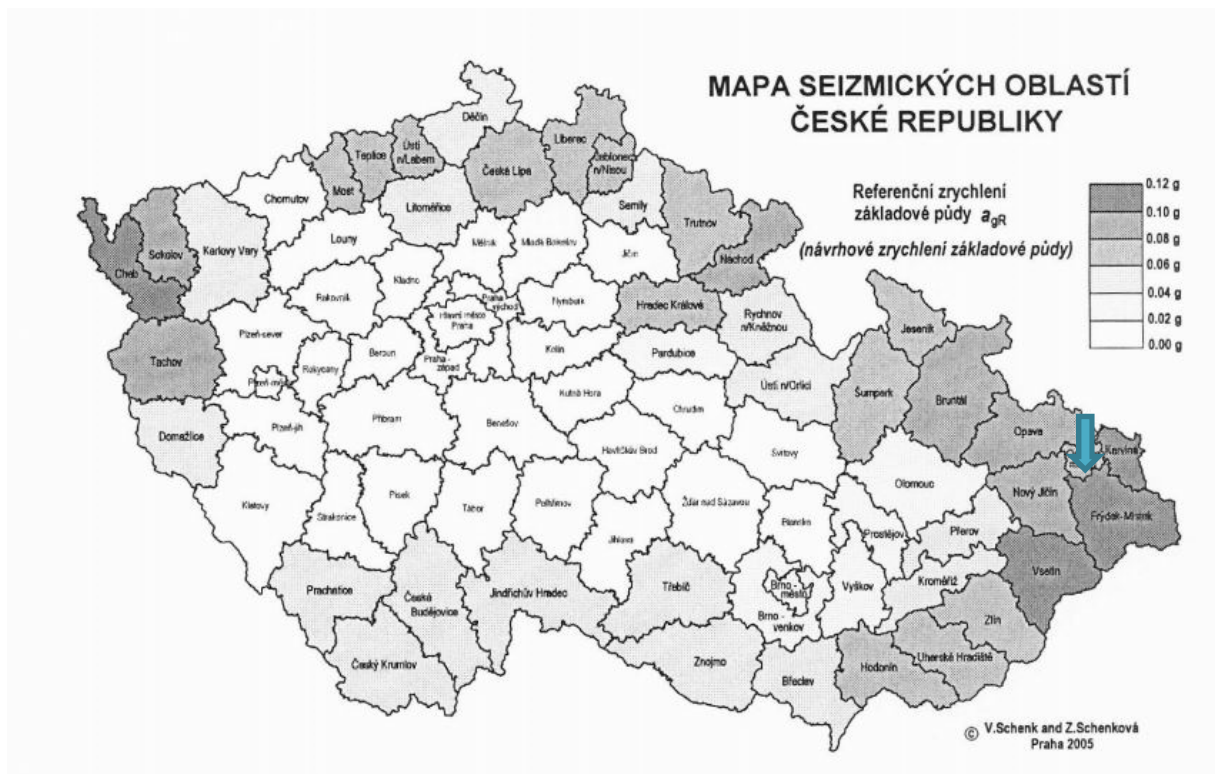 MAPA SEIZMICKÝCH OBLASTÍ
ČESKÉ REPUBLIKY
Referenční zrychlení
základové půdy agR
(návrhové zrychlení základové půdy)
0.12 g
0.10 g
0.08 g
0.06 g
0.04 g
0.02 g
0.00 g
Děčín
Liberec
Jablonec
n/Nisou
Ústí
n/Labem
Teplice
Most
Česká Lípa
Chomutov
Litoměřice
Semily
Trutnov
Náchod
Cheb
Sokolov
Karlovy Vary
Louny
Mělník
Mladá Boleslav
Jičín
Kladno
Rakovník
Praha
východ
Hlavní město
Praha
Nymburk
Hradec Králové
Rychnov
n/Kněžnou
Jeseník
Tachov
Plzeň-sever
Rokycany
Beroun
Praha -
západ
Kolín
Pardubice
Plzeň-město
Ústí n/Orlicí
Šumperk
Bruntál
Kutná Hora
Chrudim
Domažlice
Plzeň-jih
Příbram
Benešov
Opava
Karviná
Havlíčkův Brod
Svitavy
Olomouc
Nový Jičín
Frýdek-Místek
Klatovy
Strakonice
Písek
Tábor
Pelhřimov
Žďár nad Sázavou
Jihlava
Blansko
Prostějov
Přerov
Vsetín
Prachatice
České
Budějovice
Jindřichův Hradec
Třebíč
Brno -
město
Vyškov
Kroměříž
Brno -
venkov
Zlín
Český Krumlov
Znojmo
Břeclav
Hodonín
Uherské Hradiště
© V.Schenk and Z.Schenková
Praha 2005